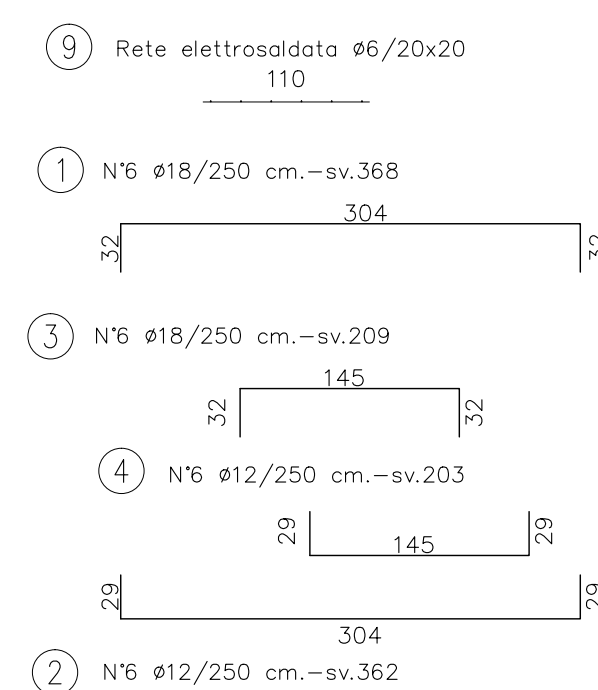 9 Rete elettrosaldata ø6/20x20
110
1 N°6 ø18/250 cm.-sv.368
304
32 32
3 N°6 ø18/250 cm.-sv.209
145
32 32
4 N°6 ø12/250 cm.-sv.203
29 29
145
29 29
304
2 N°6 ø12/250 cm.-sv.362